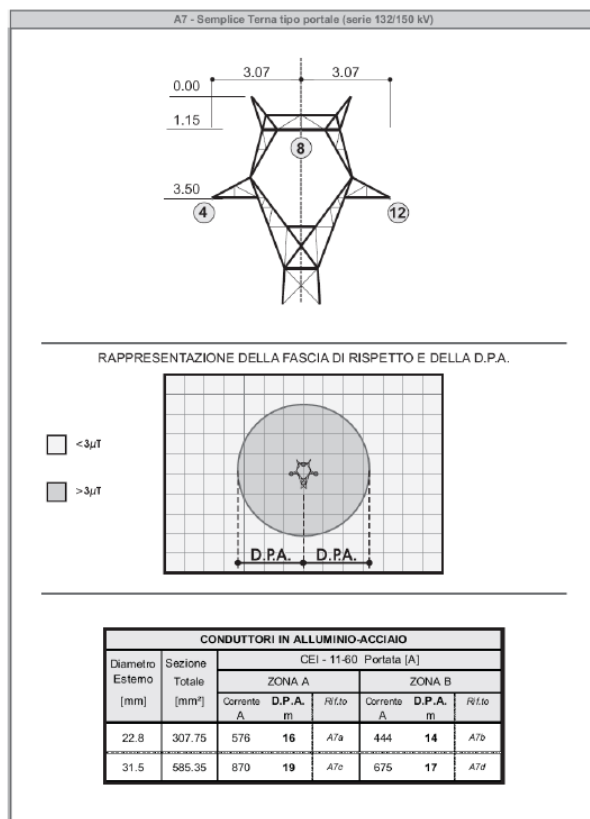 A7 - Semplice Terna tipo portale (serie 132/150 kV)
3.07 3.07
0.00
1.15
8
3.50
4 12
RAPPRESENTAZIONE DELLA FASCIA DI RISPETTO E DELLA D.P.A.
<3µT
>3µT
D.P.A. D.P.A.
CONDUTTORI IN ALLUMINIO-ACCIAIO
Diametro Esterno [mm] Sezione Totale [mm²] CEI - 11-60 Portata [A]
ZONA A ZONA B
Corrente A D.P.A. m Rif.to Corrente A D.P.A. m Rif.to
22.8 307.75 576 16 A7a 444 14 A7b
31.5 585.35 870 19 A7c 675 17 A7d